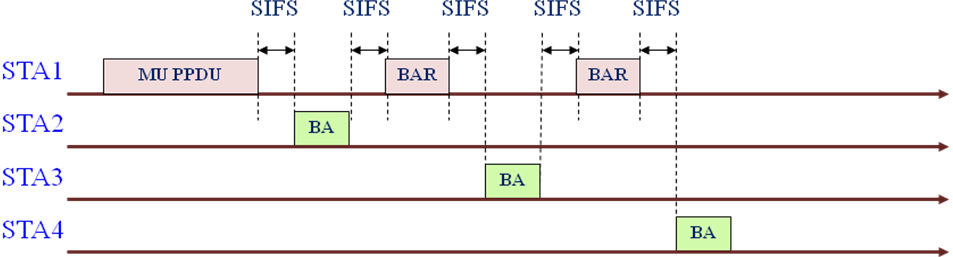 SIFS SIFS SIFS SIFS SIFS
STA1 MU PPDU BAR BAR
STA2 BA
STA3 BA
STA4 BA